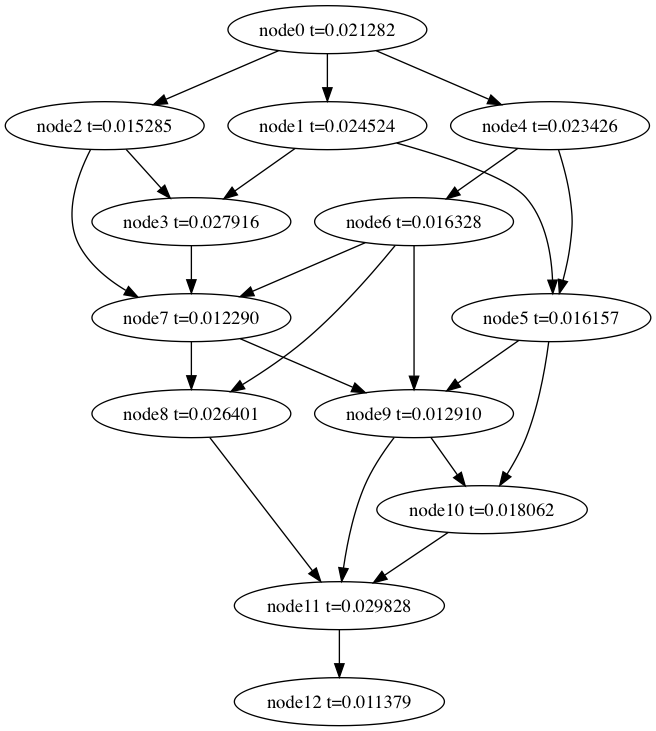 node0 t=0.021282
node2 t=0.015285
node1 t=0.024524
node4 t=0.023426
node3 t=0.027916
node6 t=0.016328
node7 t=0.012290
node5 t=0.016157
node8 t=0.026401
node9 t=0.012910
node10 t=0.018062
node11 t=0.029828
node12 t=0.011379